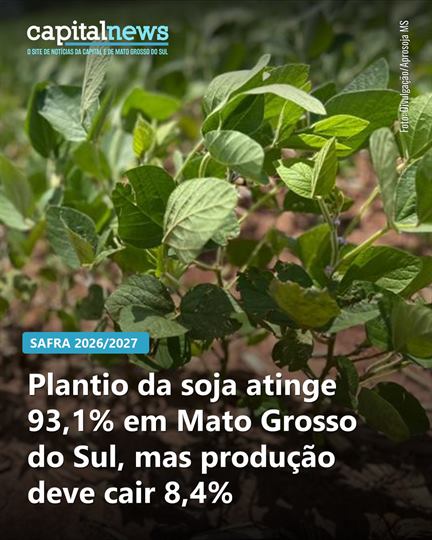 capitalnews
O SITE DE NOTÍCIAS DA CAPITAL E DE MATO GROSSO DO SUL
Foto: Divulgação/Aprosoja MS
SAFRA 2026/2027
Plantio da soja atinge
93,1% em Mato Grosso
do Sul, mas produção
deve cair 8,4%